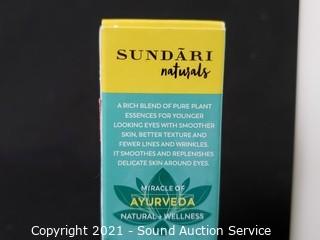 SUNDĀRI
naturals
A RICH BLEND OF PURE PLANT
ESSENCES FOR YOUNGER
LOOKING EYES WITH SMOOTHER
SKIN, BETTER TEXTURE AND
FEWER LINES AND WRINKLES.
IT SMOOTHES AND REPLENISHES
DELICATE SKIN AROUND EYES.
MIRACLE OF
AYURVEDA
NATURAL + WELLNESS
Copyright 2021 - Sound Auction Service